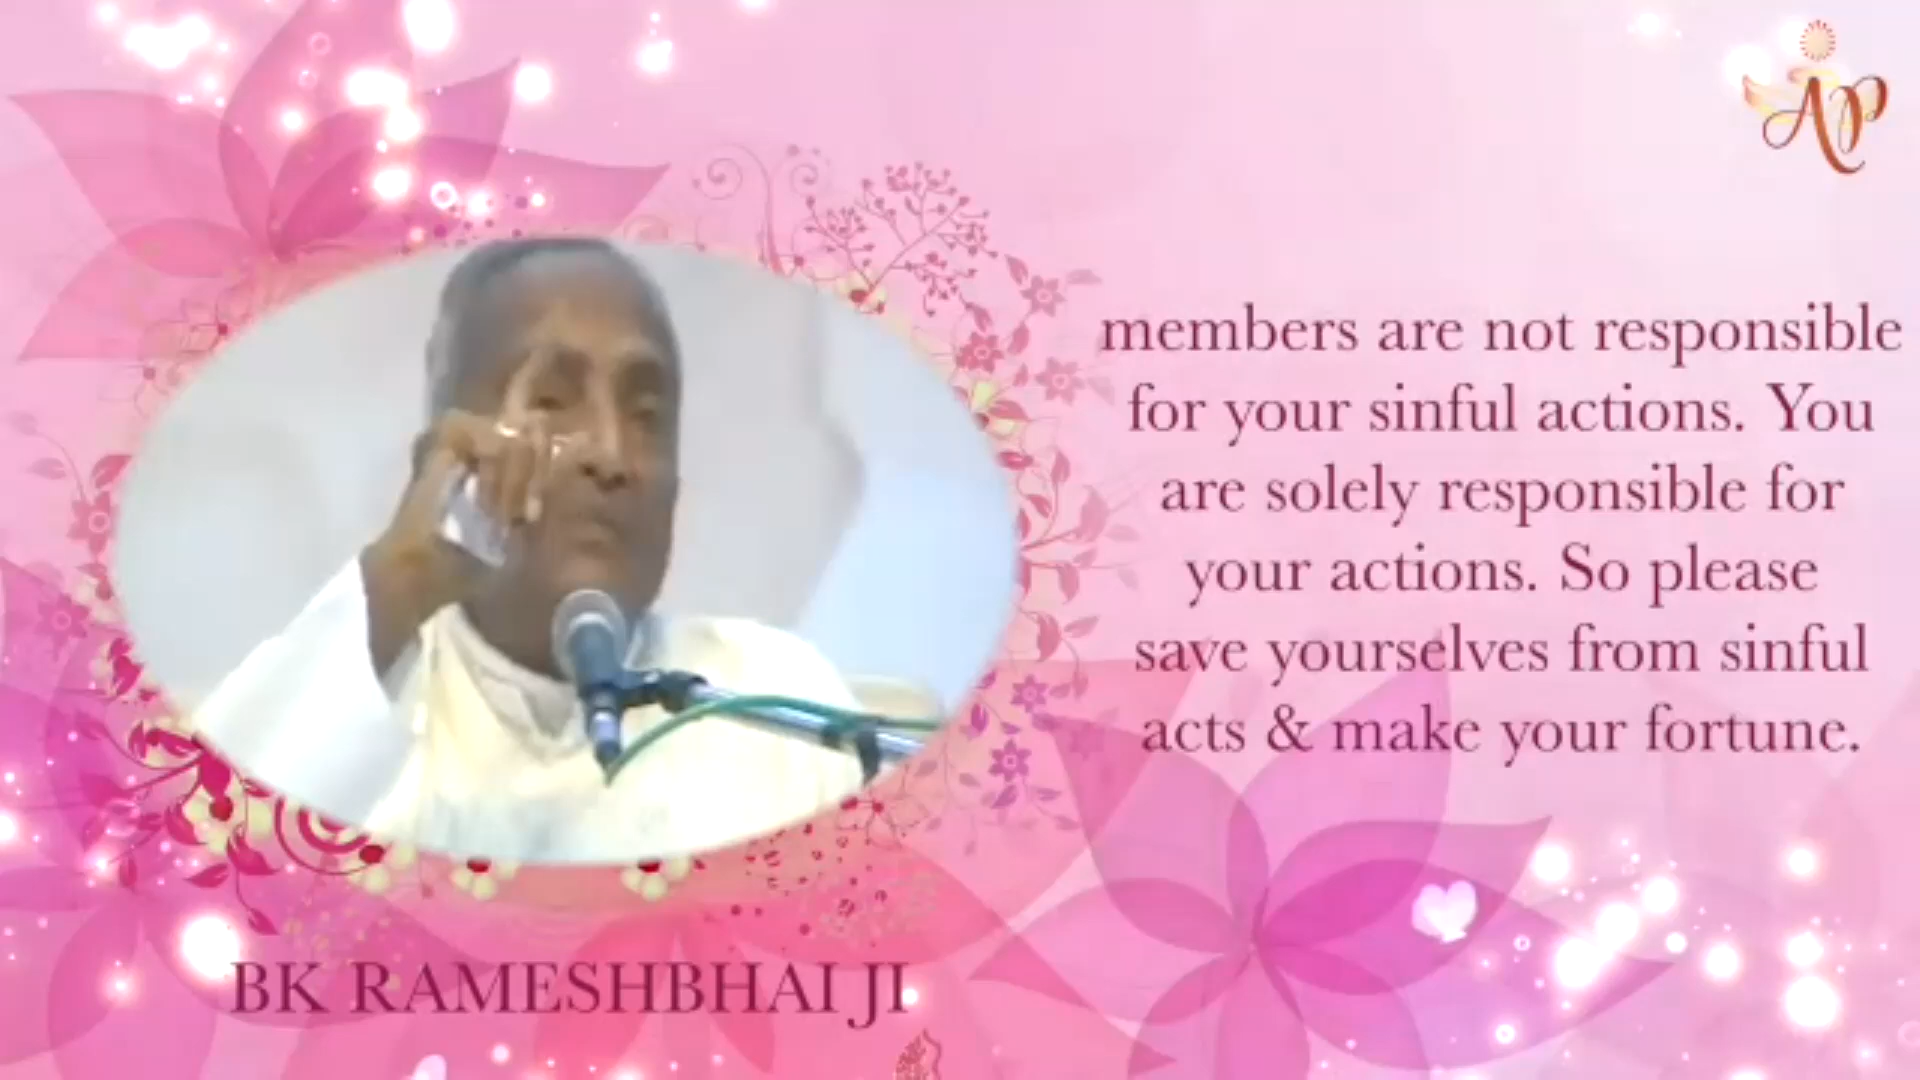 AP
members are not responsible
for your sinful actions. You
are solely responsible for
your actions. So please
save yourselves from sinful
acts & make your fortune.
BK RAMESHBHAI JI